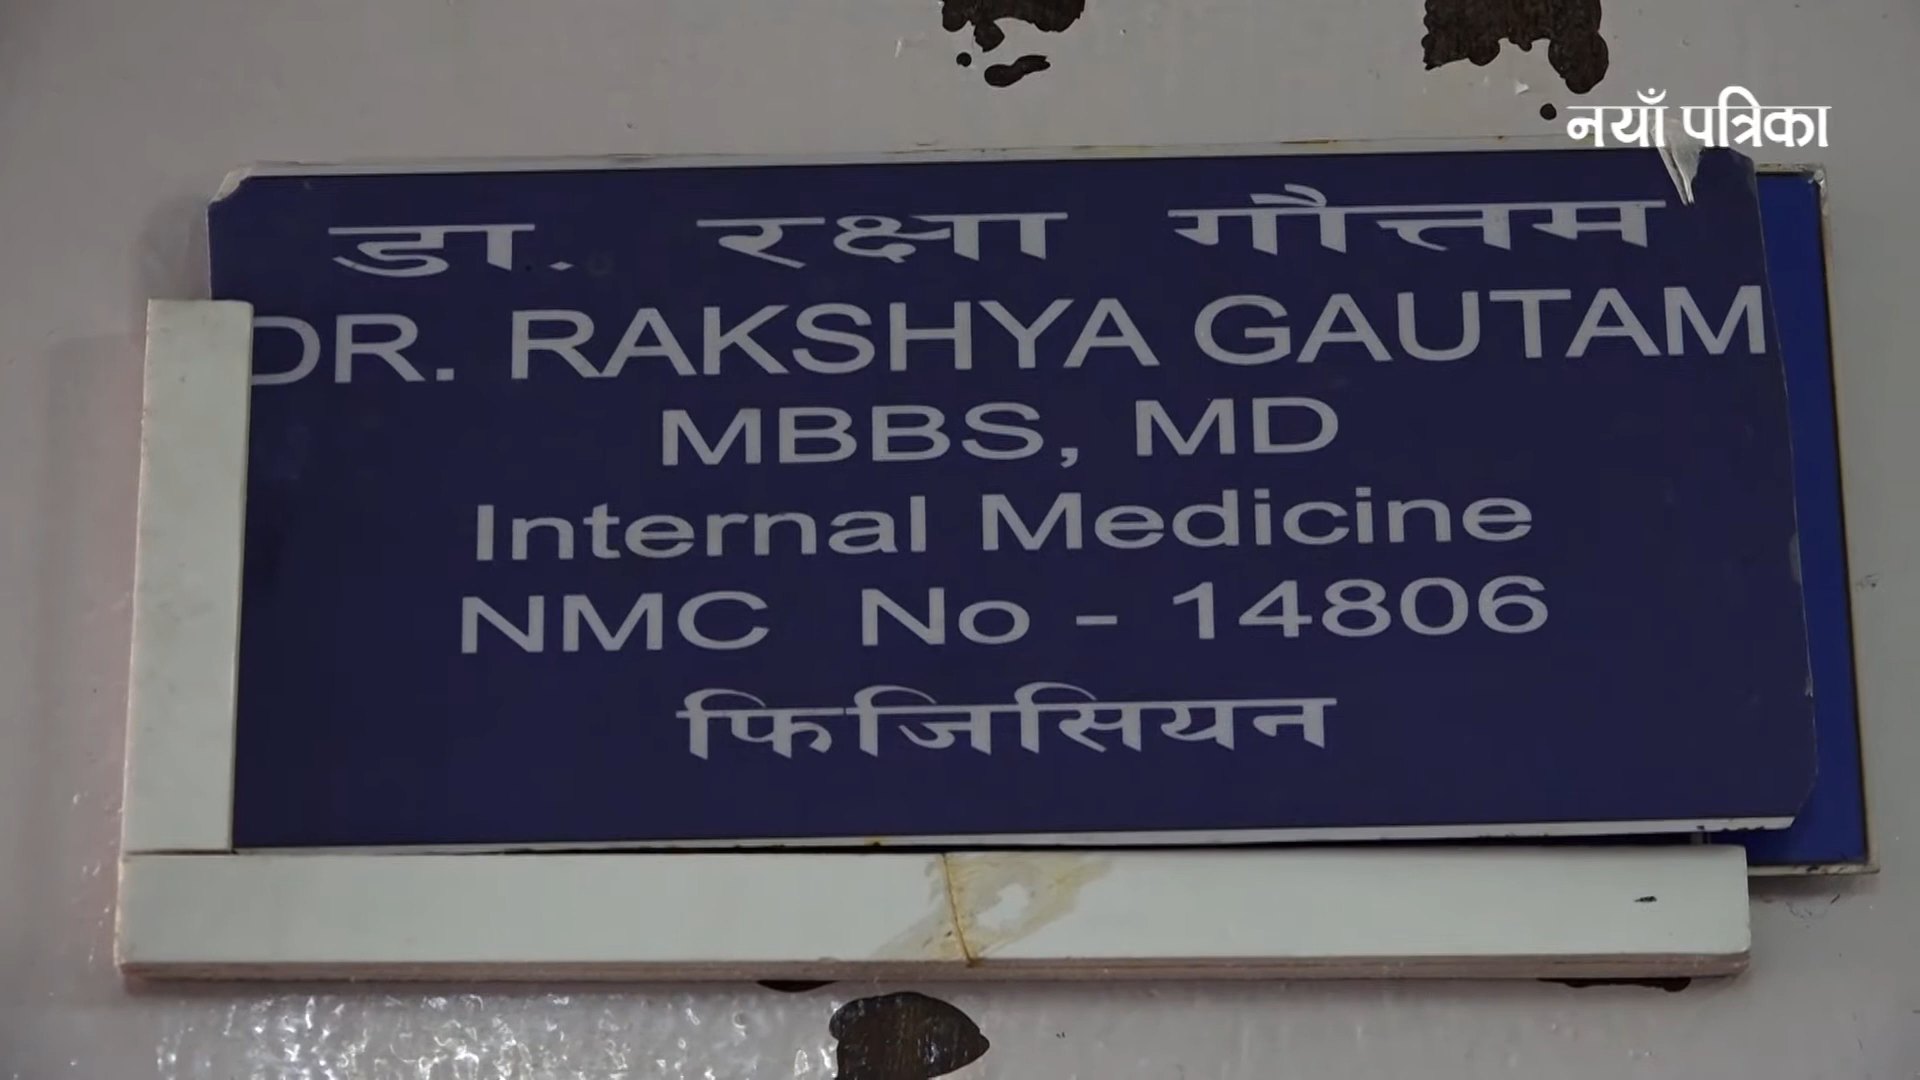 नयाँ पत्रिका
डा. रक्षा गौत्तम
DR. RAKSHYA GAUTAM
MBBS, MD
Internal Medicine
NMC No - 14806
फिजिसियन